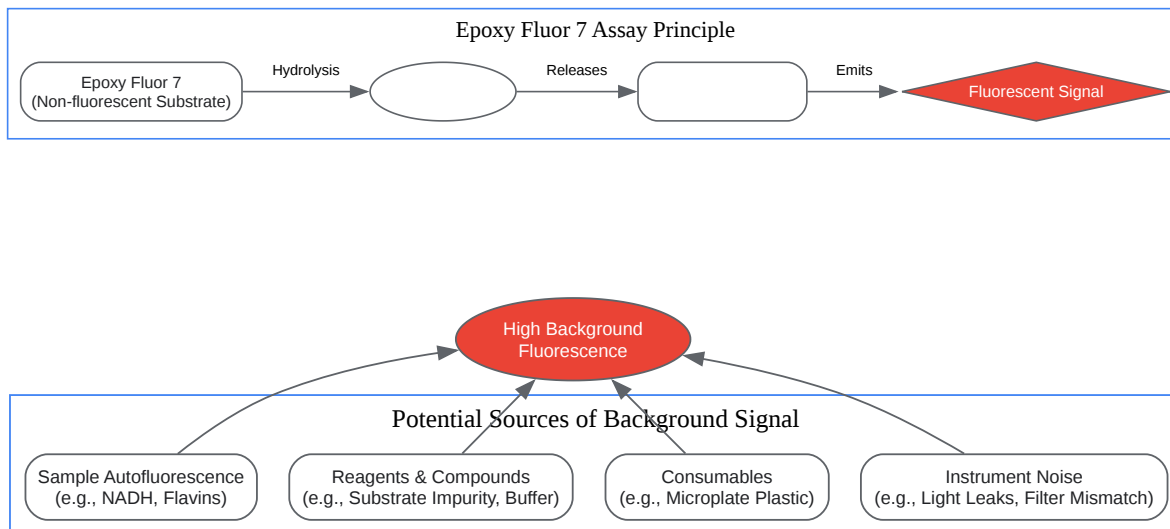 Epoxy Fluor 7 Assay Principle
Epoxy Fluor 7
(Non-fluorescent Substrate)
Hydrolysis
Releases
Emits
Fluorescent Signal
High Background
Fluorescence
Potential Sources of Background Signal
Sample Autofluorescence
(e.g., NADH, Flavins)
Reagents & Compounds
(e.g., Substrate Impurity, Buffer)
Consumables
(e.g., Microplate Plastic)
Instrument Noise
(e.g., Light Leaks, Filter Mismatch)